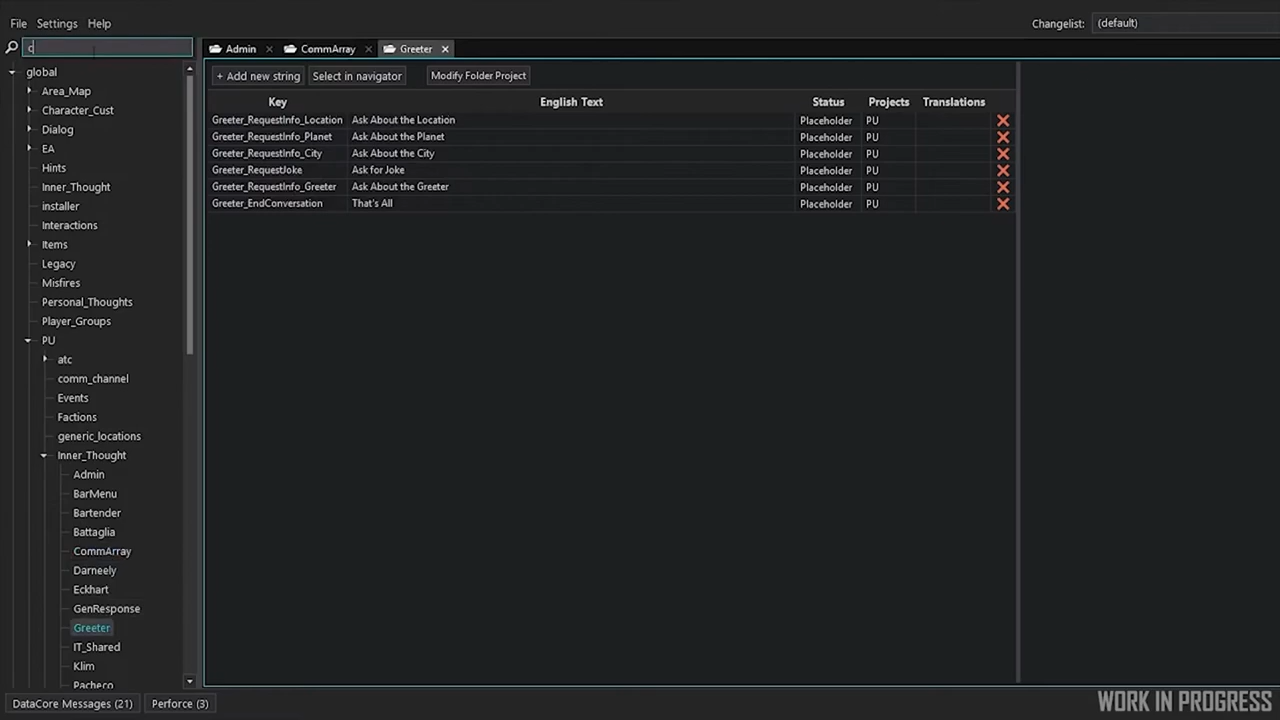 File Settings Help
Changelist: (default)
c
Admin CommArray Greeter
+ Add new string Select in navigator Modify Folder Project
Key English Text Status Projects Translations
Greeter_RequestInfo_Location Ask About the Location Placeholder PU
Greeter_RequestInfo_Planet Ask About the Planet Placeholder PU
Greeter_RequestInfo_City Ask About the City Placeholder PU
Greeter_RequestJoke Ask for Joke Placeholder PU
Greeter_RequestInfo_Greeter Ask About the Greeter Placeholder PU
Greeter_EndConversation That's All Placeholder PU
global
Area_Map
Character_Cust
Dialog
EA
Hints
Inner_Thought
installer
Interactions
Items
Legacy
Misfires
Personal_Thoughts
Player_Groups
PU
atc
comm_channel
Events
Factions
generic_locations
Inner_Thought
Admin
BarMenu
Bartender
Battaglia
CommArray
Darneely
Eckhart
GenResponse
Greeter
IT_Shared
Klim
Pacheco
DataCore Messages (21) Perforce (3)
WORK IN PROGRESS